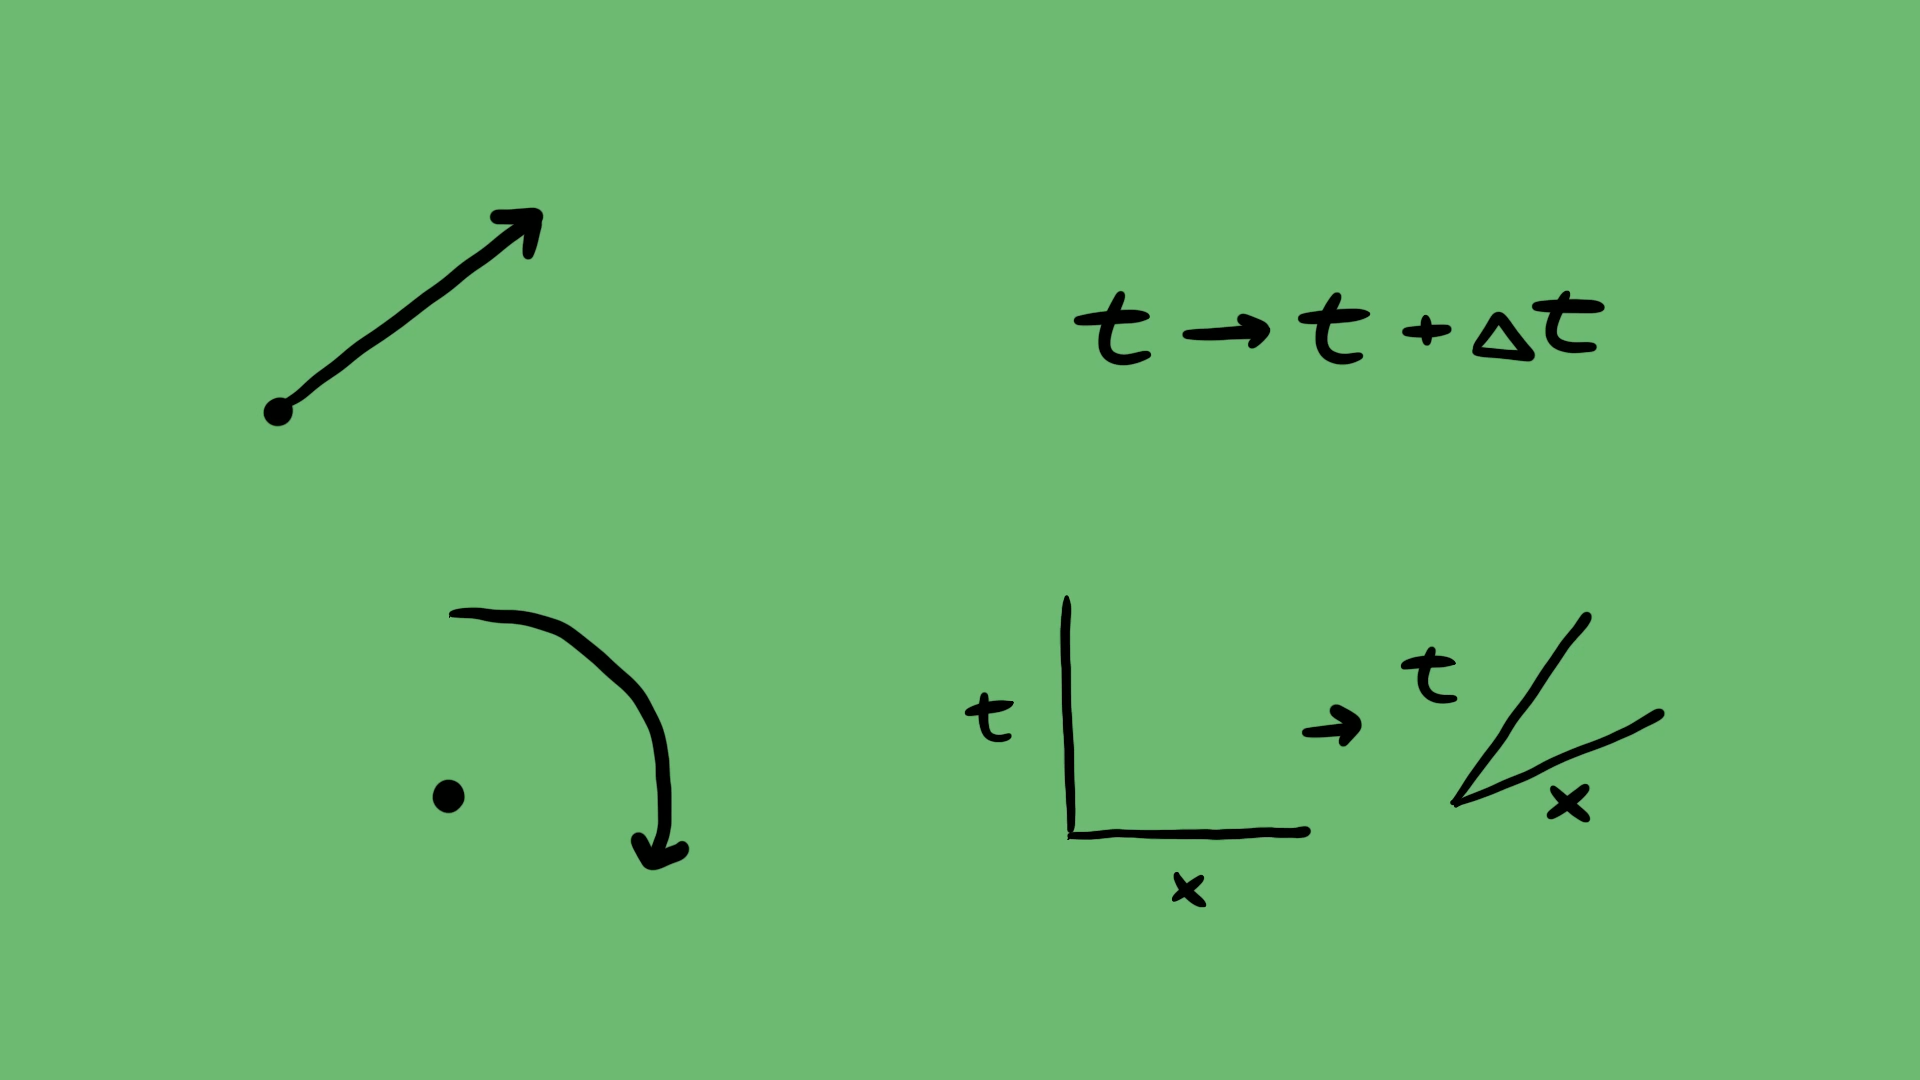 t → t + Δt
t
t → 
x
x